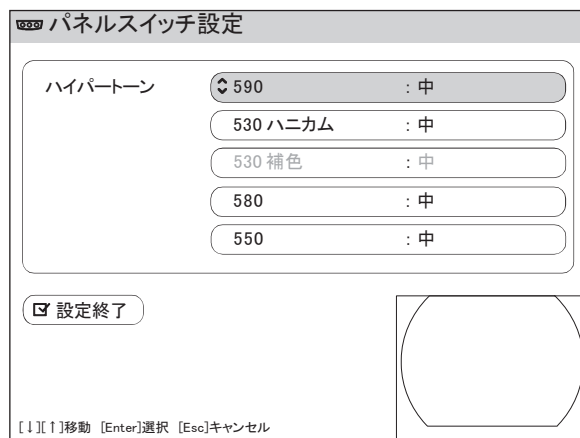 パネルスイッチ設定
ハイパートーン 590 : 中
530 ハニカム : 中
530 補色 : 中
580 : 中
550 : 中
設定終了
[↓][↑]移動 [Enter]選択 [Esc]キャンセル